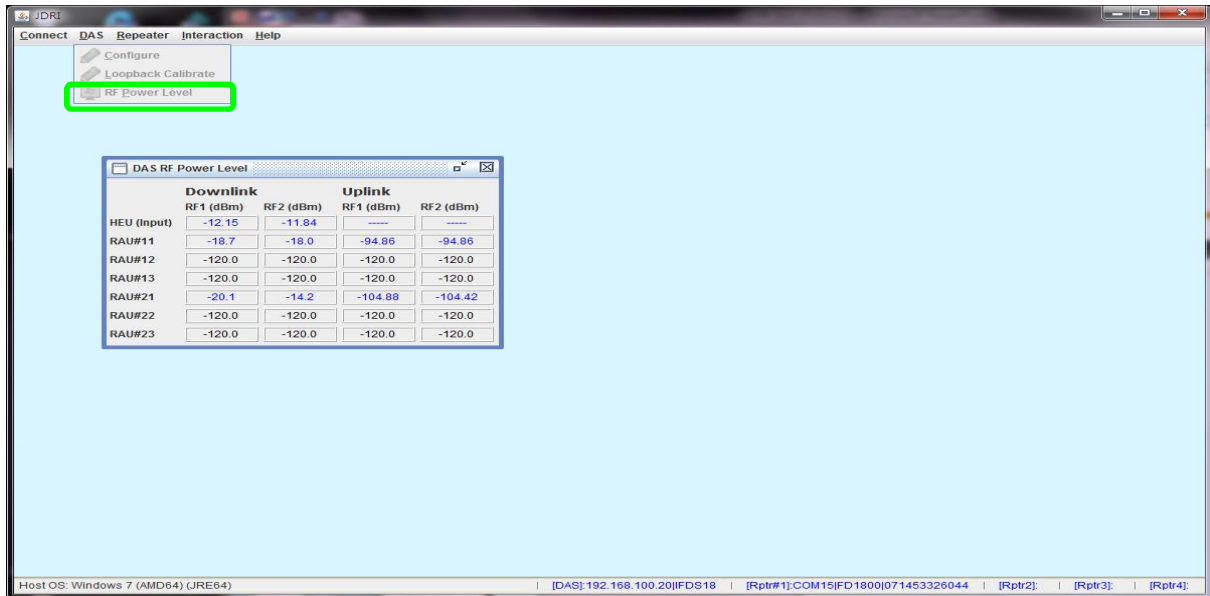 JDRI
Connect DAS Repeater Interaction Help
Configure
Loopback Calibrate
RF Power Level
DAS RF Power Level
Downlink Uplink
RF1 (dBm) RF2 (dBm) RF1 (dBm) RF2 (dBm)
HEU (Input) -12.15 -11.84 ----- -----
RAU#11 -18.7 -18.0 -94.86 -94.86
RAU#12 -120.0 -120.0 -120.0 -120.0
RAU#13 -120.0 -120.0 -120.0 -120.0
RAU#21 -20.1 -14.2 -104.88 -104.42
RAU#22 -120.0 -120.0 -120.0 -120.0
RAU#23 -120.0 -120.0 -120.0 -120.0
Host OS: Windows 7 (AMD64) (JRE64) | [DAS]:192.168.100.20|IFDS18 | [Rptr#1]:COM15|FD1800|071453326044 | [Rptr2]: | [Rptr3]: | [Rptr4]: